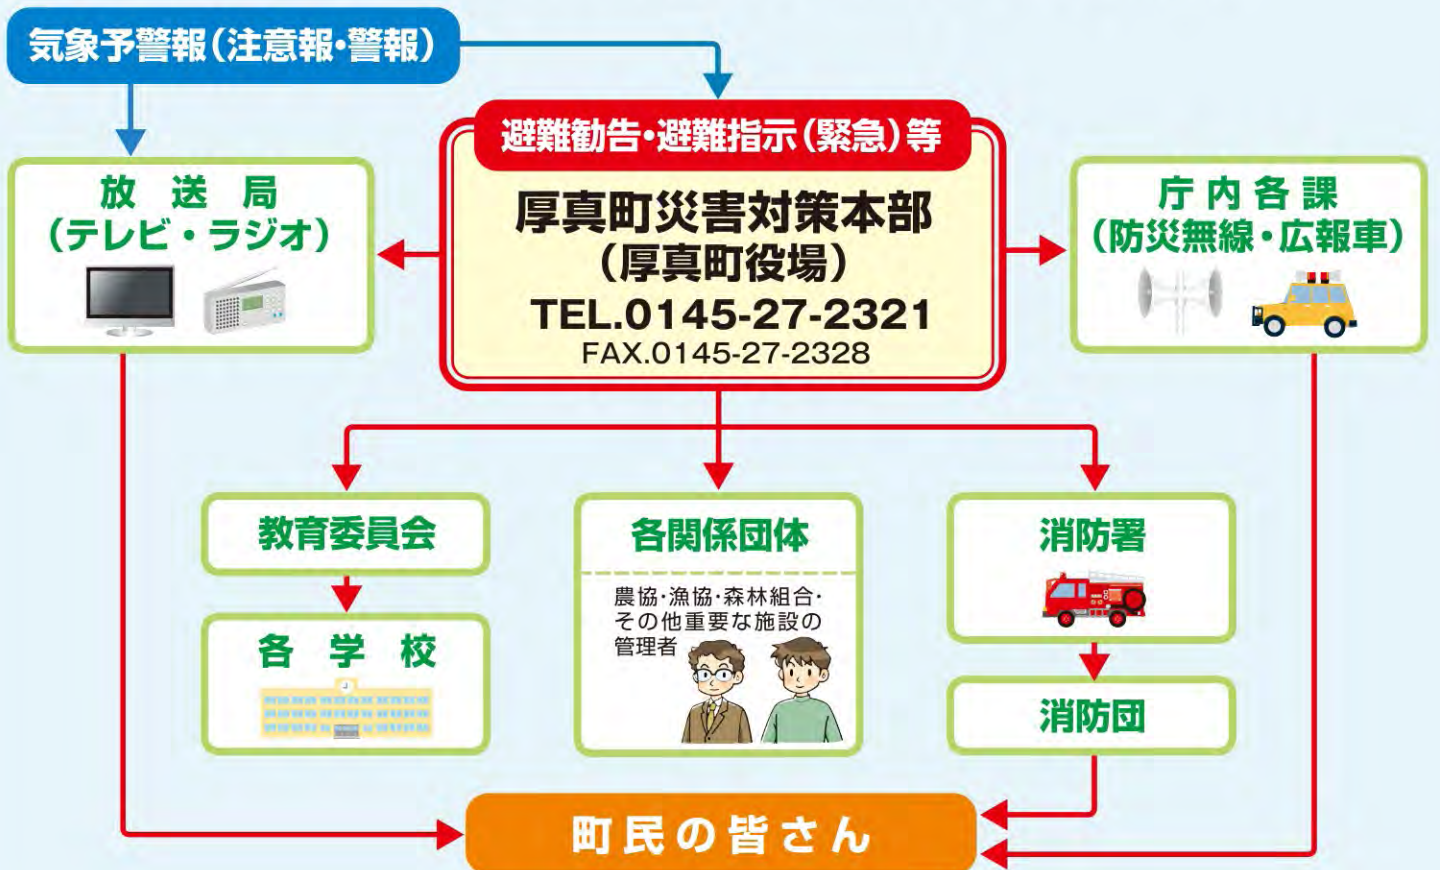 気象予警報(注意報・警報)
避難勧告・避難指示(緊急)等
厚真町災害対策本部
(厚真町役場)
TEL.0145-27-2321
FAX.0145-27-2328
放送局
(テレビ・ラジオ)
庁内各課
(防災無線・広報車)
教育委員会
各学校
各関係団体
農協・漁協・森林組合・
その他重要な施設の
管理者
消防署
消防団
町民の皆さん